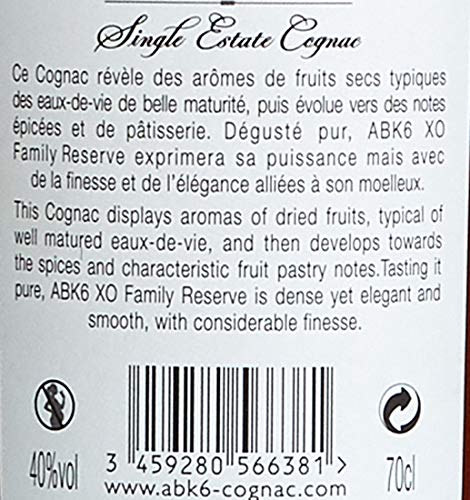 Single Estate Cognac
Ce Cognac révèle des arômes de fruits secs typiques
des eaux-de-vie de belle maturité, puis évolue vers des notes
épicées et de pâtisserie. Dégusté pur, ABK6 XO
Family Reserve exprimera sa puissance mais avec
de la finesse et de l'élégance alliées à son moelleux.
This Cognac displays aromas of dried fruits, typical of
well matured eaux-de-vie, and then develops towards
the spices and characteristic fruit pastry notes.Tasting it
pure, ABK6 XO Family Reserve is dense yet elegant and
smooth, with considerable finesse.
40%vol
3 459280 566381 >
70cl
www.abk6-cognac.com